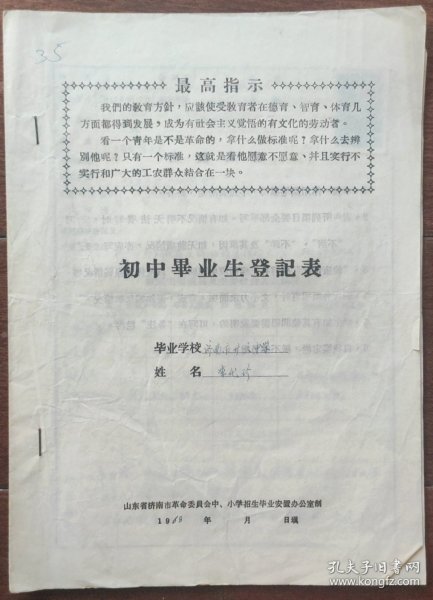 35
最高指示
我們的教育方針，应該使受教育者在德育、智育、体育几
方面都得到发展，成为有社会主义觉悟的有文化的劳动者。
看一个青年是不是革命的，拿什么做标准呢？拿什么去辨
別他呢？只有一个标准，这就是看他愿意不愿意、幷且实行不
实行和广大的工农群众結合在一块。
初中畢业生登記表
毕业学校 济南
姓 名
山东省济南市革命委員会中、小学招生毕业安置办公室制
1968 年 月 日填
孔夫子旧書网
www.kongfz.com